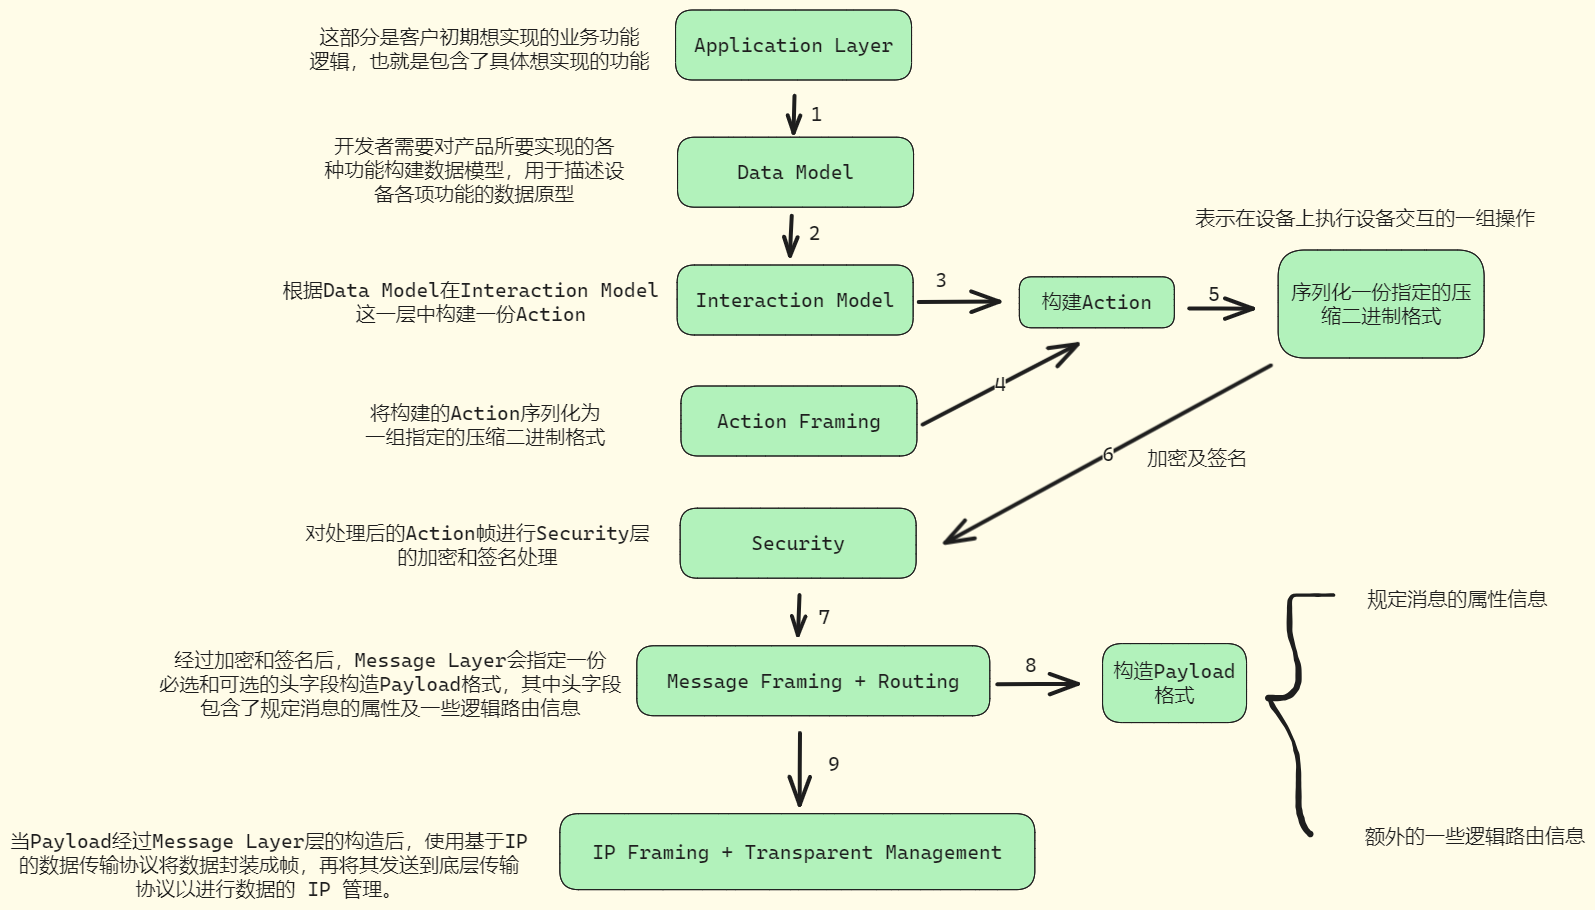 这部分是客户初期想实现的业务功能
逻辑，也就是包含了具体想实现的功能
Application Layer
1
开发者需要对产品所要实现的各
种功能构建数据模型，用于描述设
备各项功能的数据原型
Data Model
2
表示在设备上执行设备交互的一组操作
根据Data Model在Interaction Model
这一层中构建一份Action
Interaction Model
3
构建Action
5
序列化一份指定的压
缩二进制格式
4
将构建的Action序列化为
一组指定的压缩二进制格式
Action Framing
6
加密及签名
对处理后的Action帧进行Security层
的加密和签名处理
Security
7
规定消息的属性信息
经过加密和签名后，Message Layer会指定一份
必选和可选的头字段构造Payload格式，其中头字段
包含了规定消息的属性及一些逻辑路由信息
Message Framing + Routing
8
构造Payload
格式
9
额外的一些逻辑路由信息
当Payload经过Message Layer层的构造后，使用基于IP
的数据传输协议将数据封装成帧，再将其发送到底层传输
协议以进行数据的 IP 管理。
IP Framing + Transparent Management